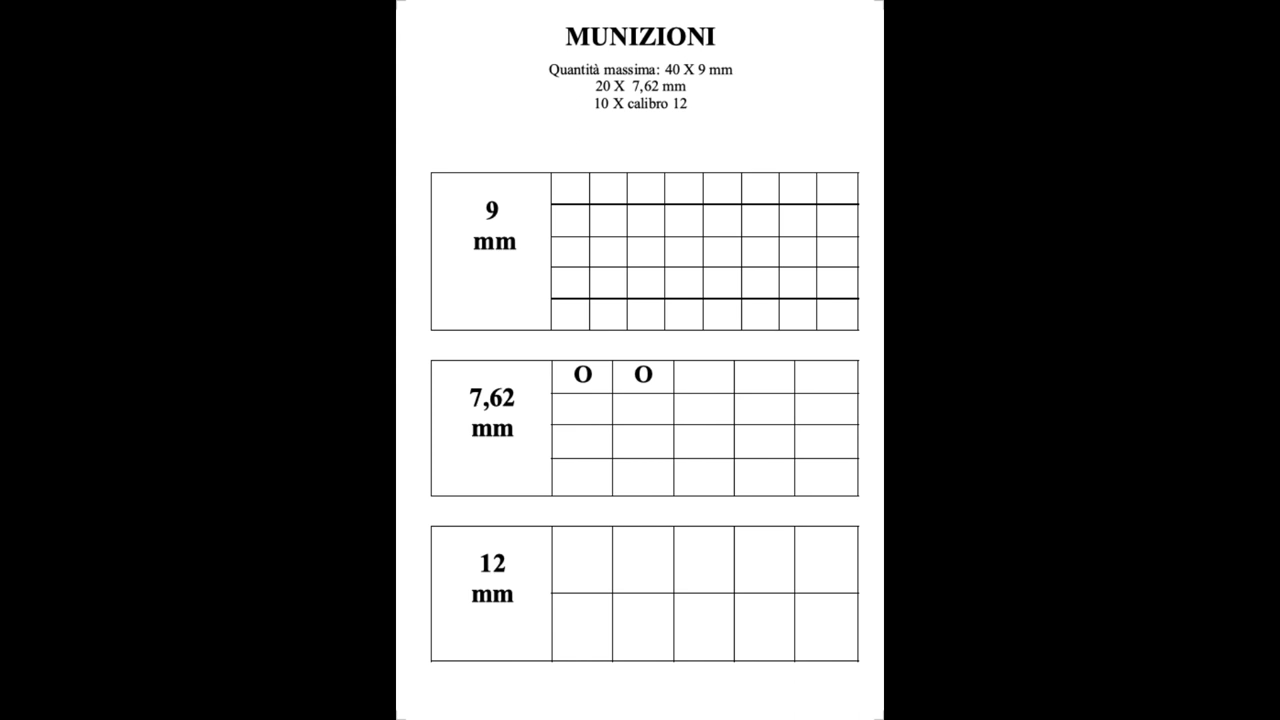 MUNIZIONI
Quantità massima: 40 X 9 mm
20 X 7,62 mm
10 X calibro 12
9
mm
O O
7,62
mm
12
mm